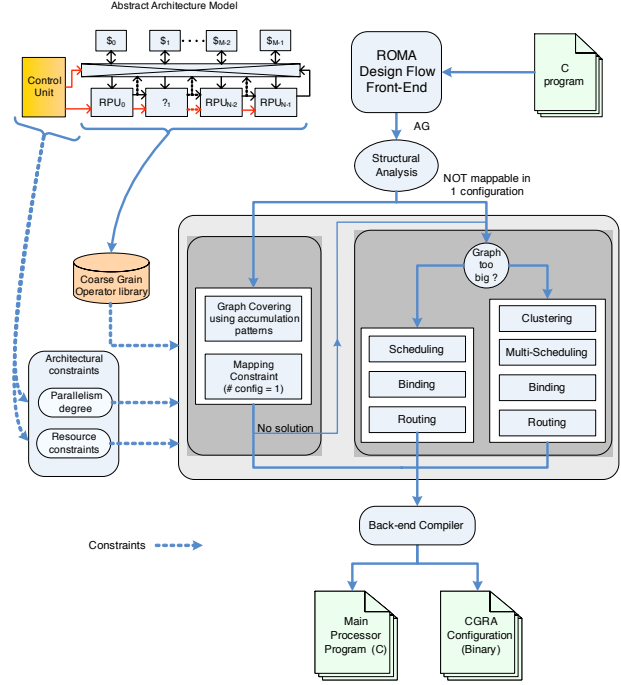 Abstract Architecture Model
$0
$1
$M-2
$M-1
Control
Unit
RPU0
?1
RPUN-2
RPUN-1
ROMA
Design Flow
Front-End
C
program
AG
Structural
Analysis
NOT mappable in
1 configuration
Coarse Grain
Operator library
Graph
too
big ?
Graph Covering
using accumulation
patterns
Mapping
Constraint
(# config = 1)
Scheduling
Binding
Routing
Clustering
Multi-Scheduling
Binding
Routing
Architectural
constraints
Parallelism
degree
Resource
constraints
No solution
Back-end Compiler
Constraints
Main
Processor
Program (C)
CGRA
Configuration
(Binary)